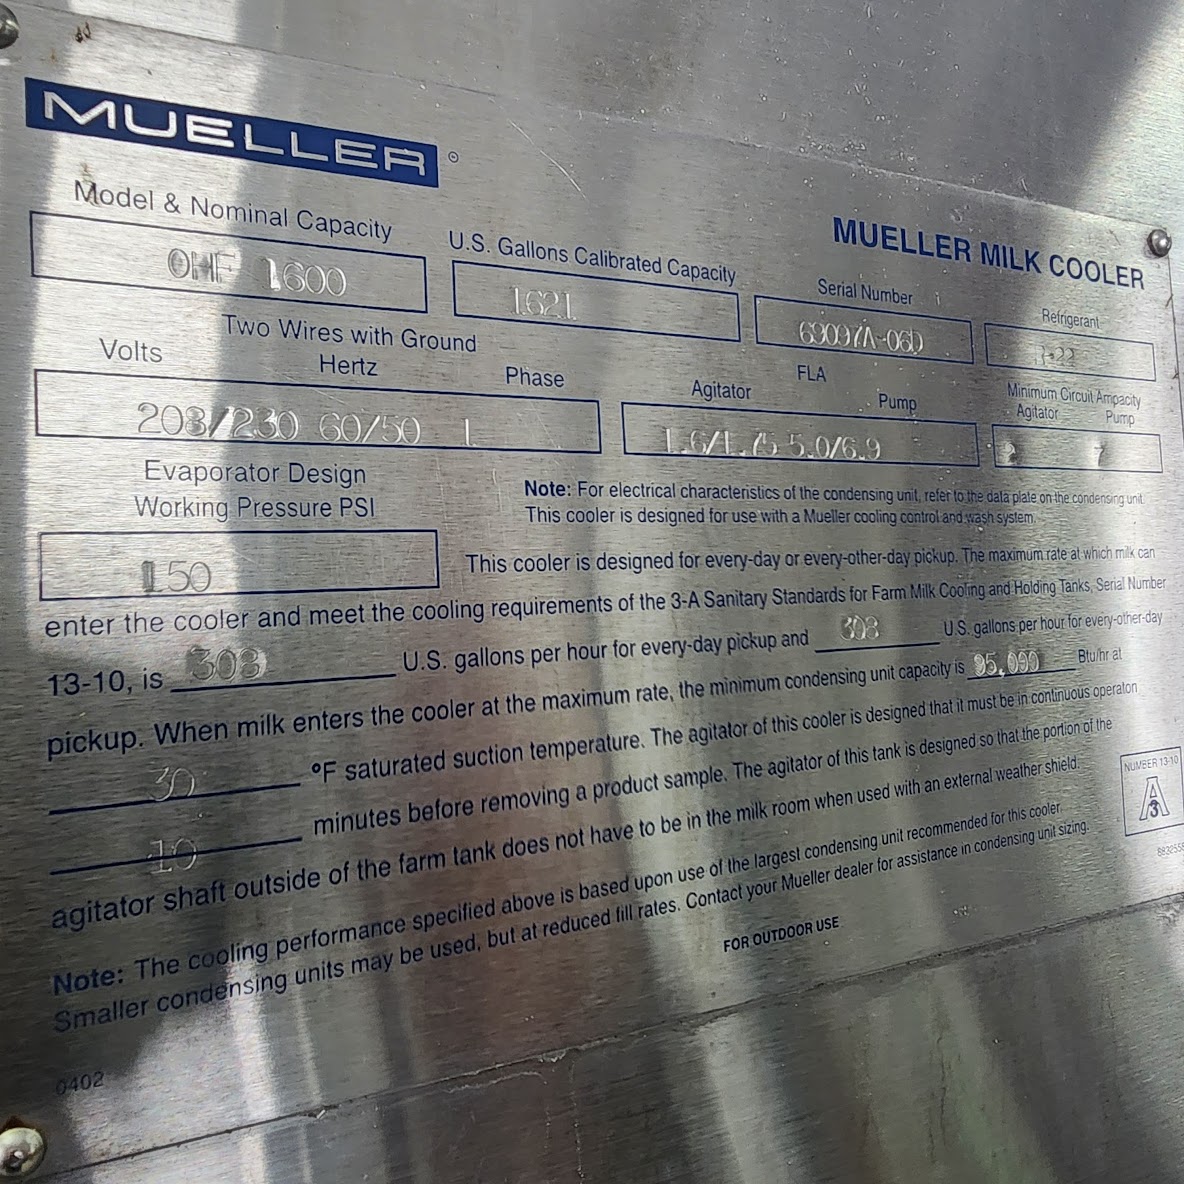 MUELLER®
Model & Nominal Capacity
OHF 1600
U.S. Gallons Calibrated Capacity
1621
MUELLER MILK COOLER
Serial Number
Refrigerant
R-22
Two Wires with Ground
Volts Hertz Phase
208/230 60/50 1
FLA
Agitator Pump
1.6/1.75 5.0/6.9
Minimum Circuit Ampacity
Agitator Pump
2 7
Evaporator Design
Working Pressure PSI
150
Note: For electrical characteristics of the condensing unit, refer to the data plate on the condensing unit.
This cooler is designed for use with a Mueller cooling control and wash system.
This cooler is designed for every-day or every-other-day pickup. The maximum rate at which milk can
enter the cooler and meet the cooling requirements of the 3-A Sanitary Standards for Farm Milk Cooling and Holding Tanks, Serial Number
13-10, is 308 U.S. gallons per hour for every-day pickup and 308 U.S. gallons per hour for every-other-day
pickup. When milk enters the cooler at the maximum rate, the minimum condensing unit capacity is Btu/hr at
30 °F saturated suction temperature. The agitator of this cooler is designed that it must be in continuous operaton
10 minutes before removing a product sample. The agitator of this tank is designed so that the portion of the
agitator shaft outside of the farm tank does not have to be in the milk room when used with an external weather shield.
Note: The cooling performance specified above is based upon use of the largest condensing unit recommended for this cooler.
Smaller condensing units may be used, but at reduced fill rates. Contact your Mueller dealer for assistance in condensing unit sizing.
NUMBER 13-10
A
3
FOR OUTDOOR USE
0402